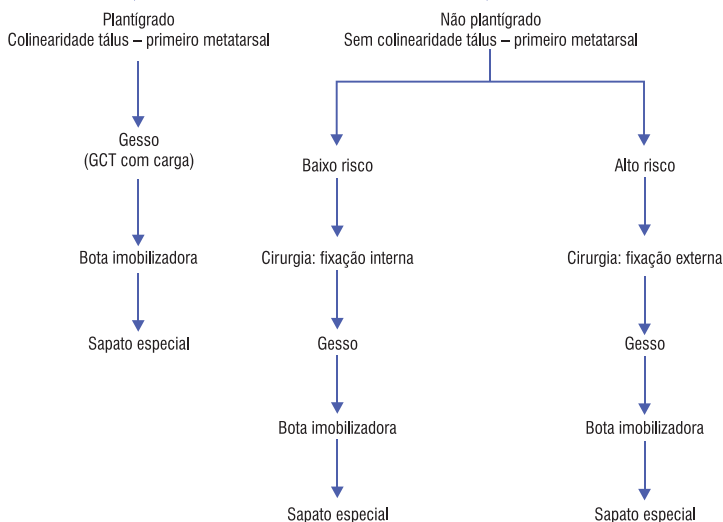 Plantígrado
Colinearidade tálus – primeiro metatarsal
Não plantígrado
Sem colinearidade tálus – primeiro metatarsal
Gesso
(GCT com carga)
Baixo risco
Alto risco
Bota imobilizadora
Cirurgia: fixação interna
Cirurgia: fixação externa
Sapato especial
Gesso
Gesso
Bota imobilizadora
Bota imobilizadora
Sapato especial
Sapato especial